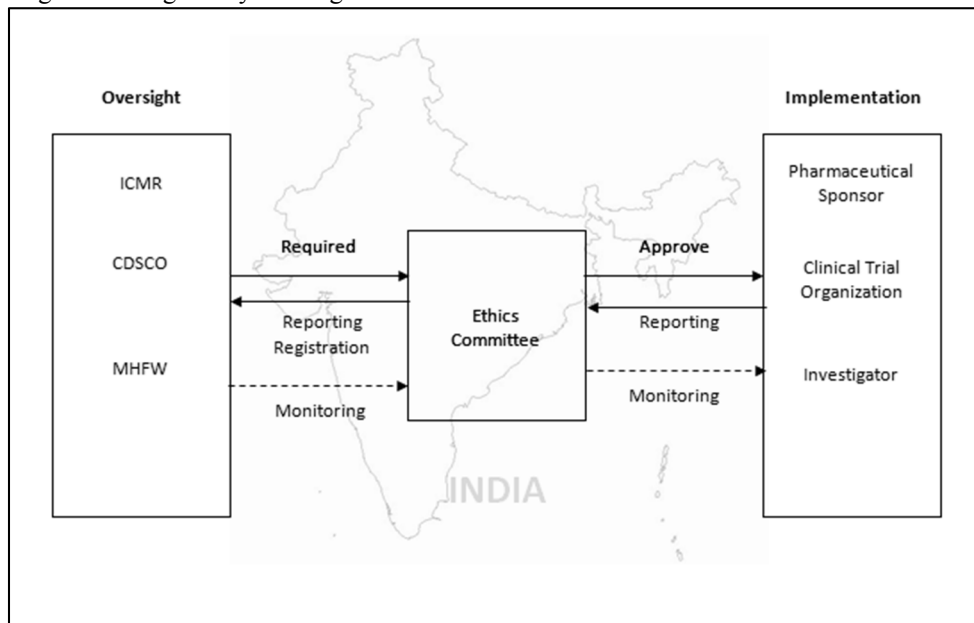 Oversight
Implementation
ICMR
CDSCO
MHFW
Required
Reporting
Registration
Monitoring
Ethics
Committee
Approve
Reporting
Monitoring
Pharmaceutical
Sponsor
Clinical Trial
Organization
Investigator
INDIA